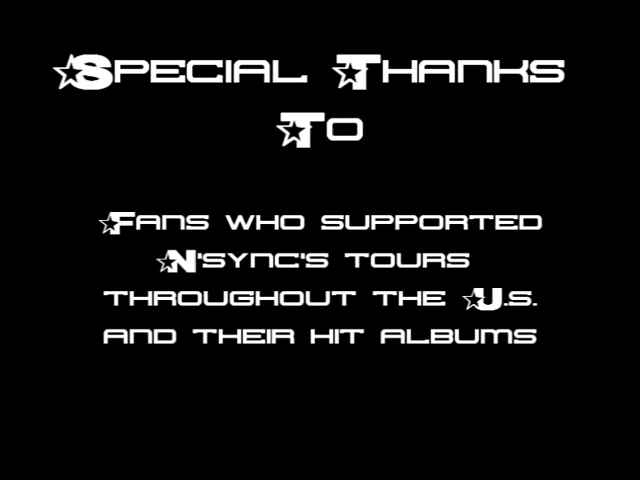 Special Thanks
To
Fans who supported
N'sync's tours
throughout the U.s.
and their hit albums